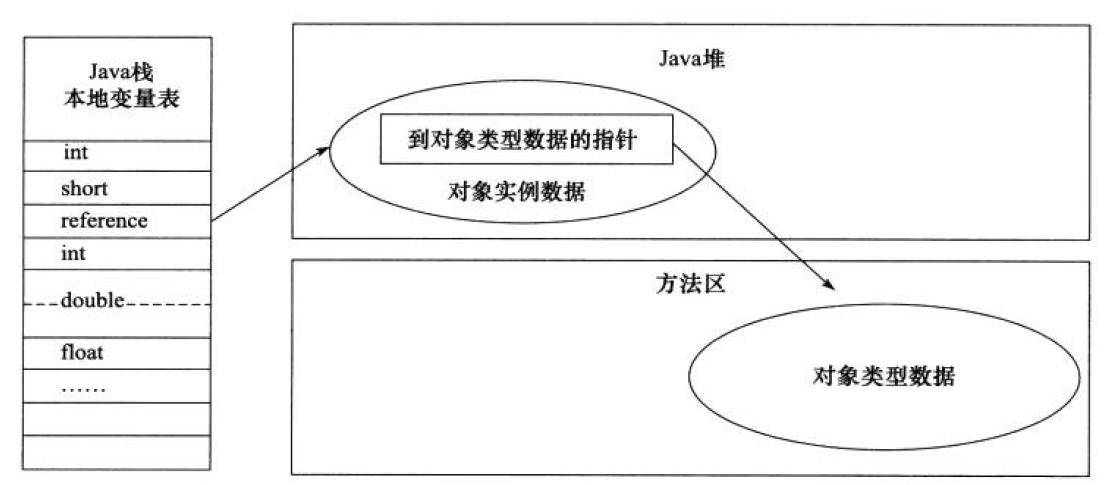 Java栈
本地变量表
int
short
reference
int
double
float
……
Java堆
到对象类型数据的指针
对象实例数据
方法区
对象类型数据